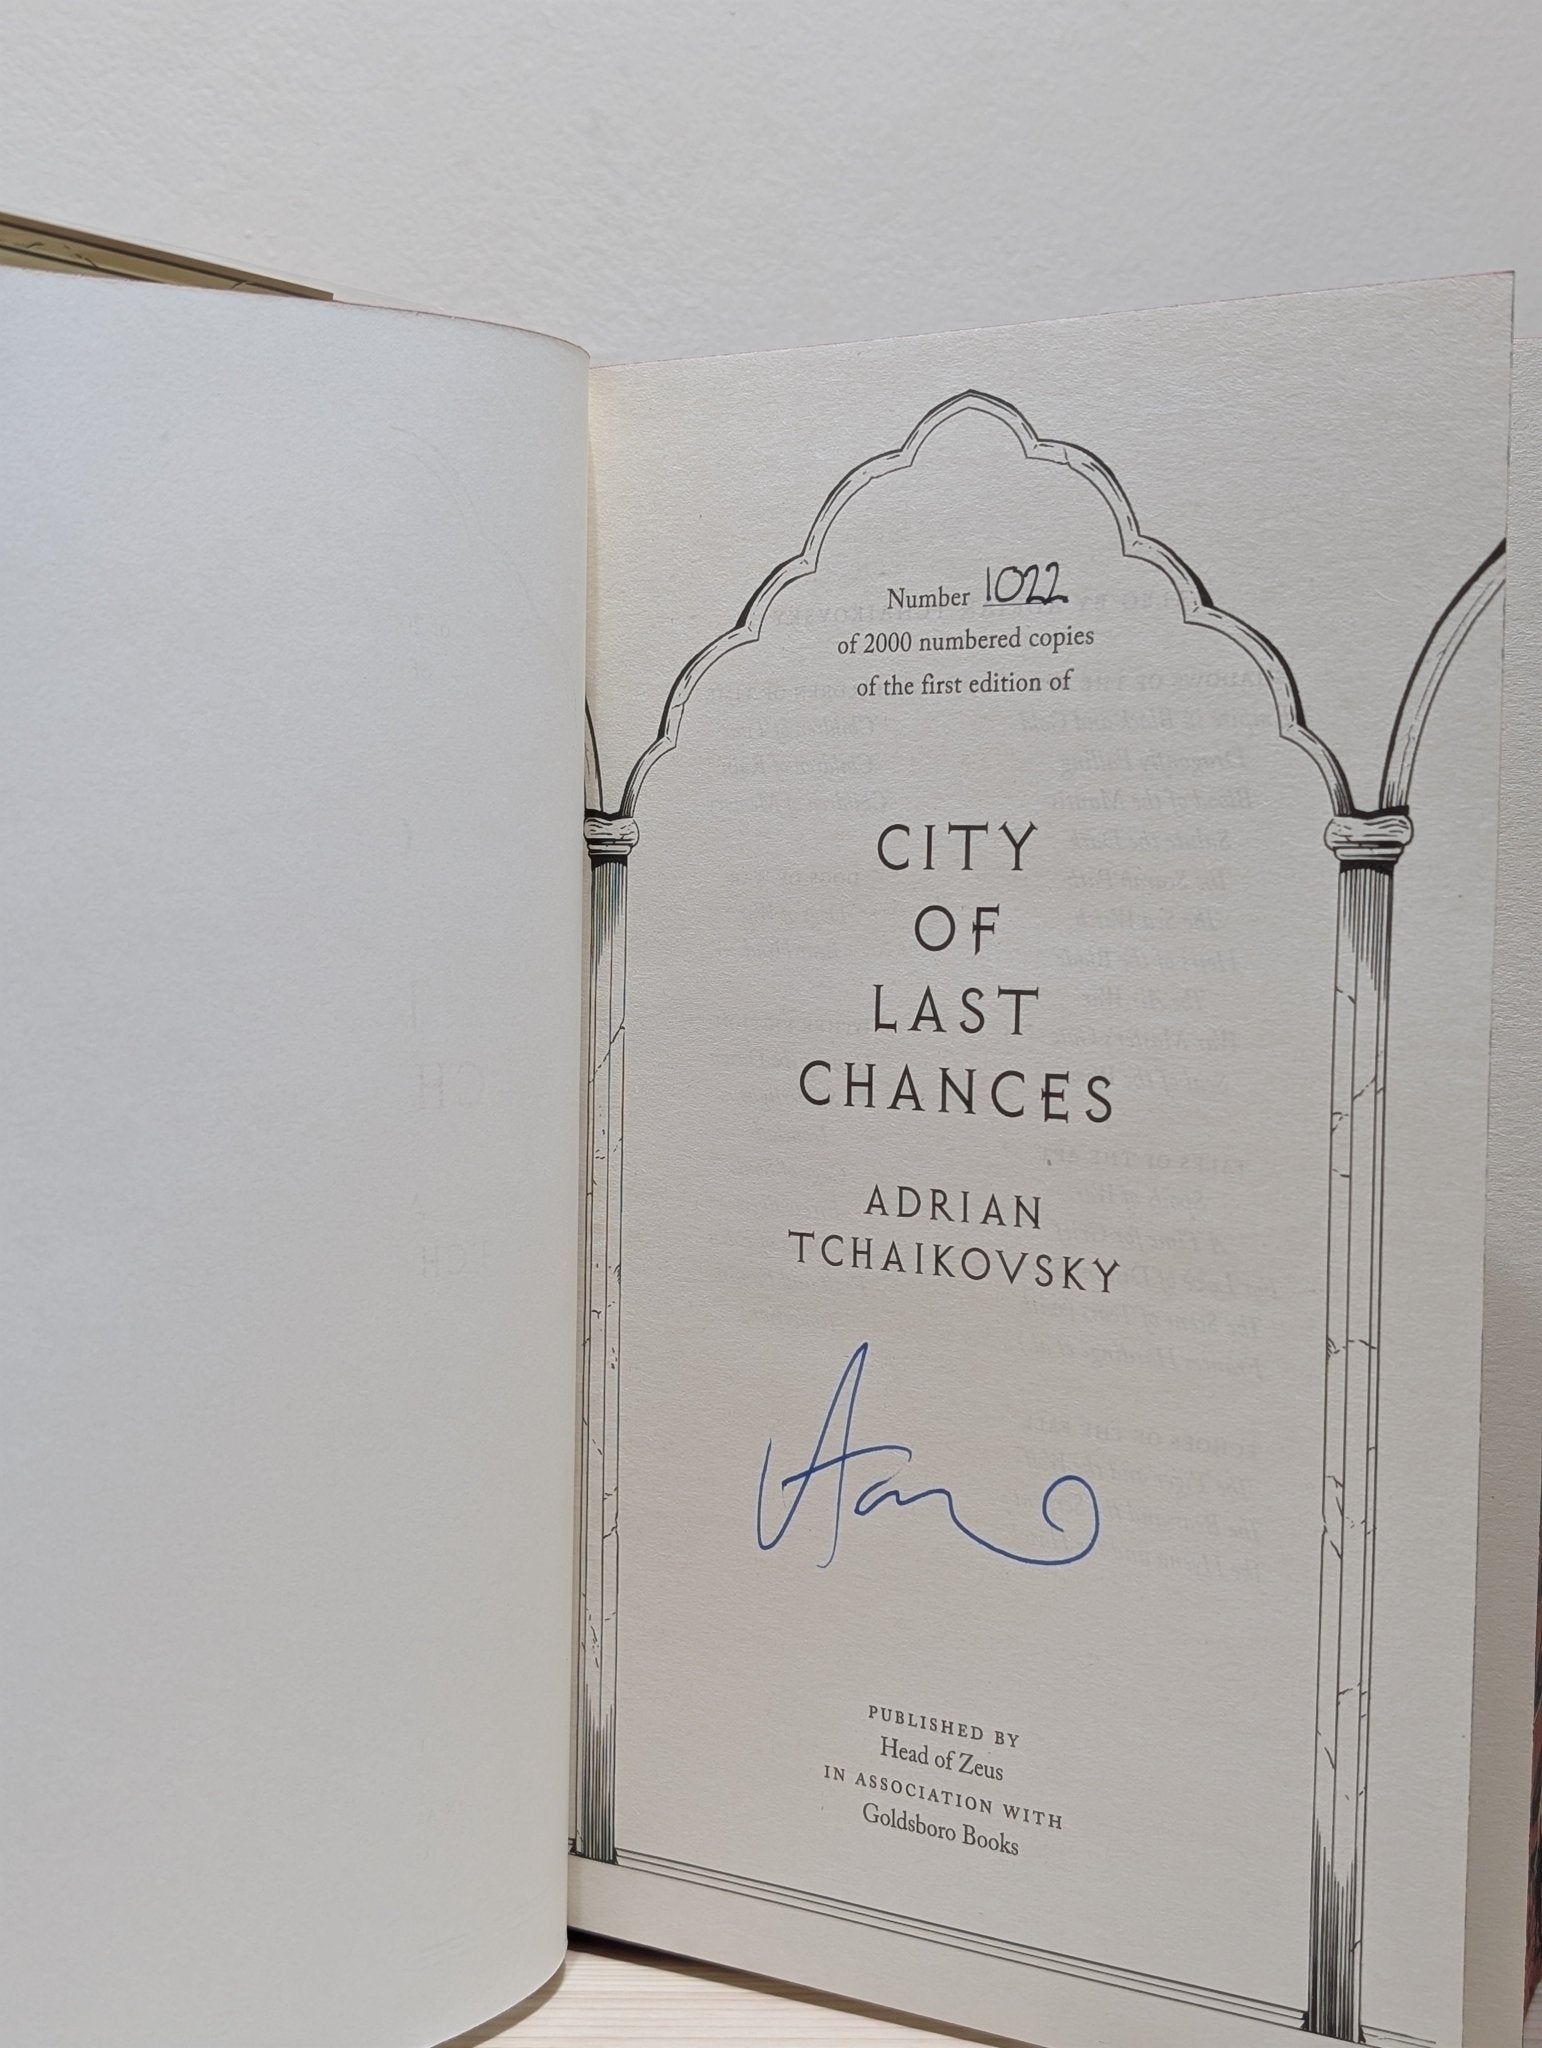 Number 1022
of 2000 numbered copies
of the first edition of
CITY
OF
LAST
CHANCES
ADRIAN
TCHAIKOVSKY
PUBLISHED BY
Head of Zeus
IN ASSOCIATION WITH
Goldsboro Books